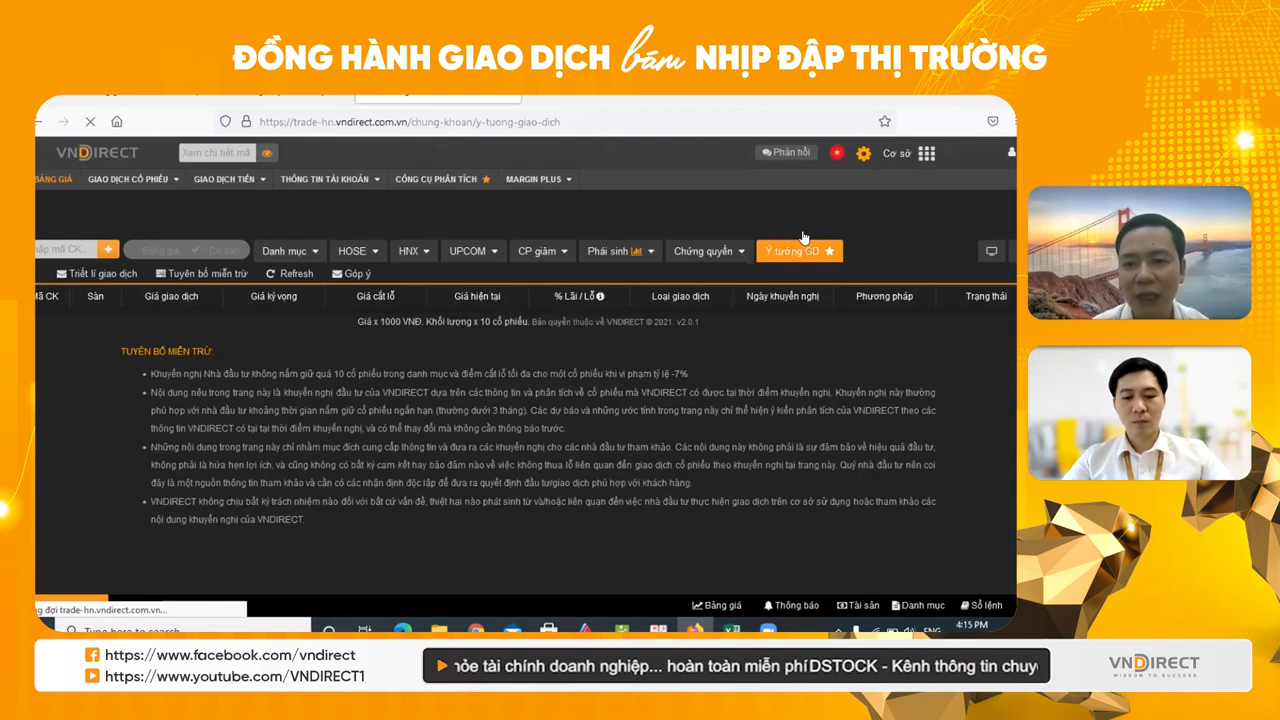 ĐỒNG HÀNH GIAO DỊCH bám NHỊP ĐẬP THỊ TRƯỜNG
https://trade-hn.vndirect.com.vn/chung-khoan/y-tuong-giao-dich
VNDIRECT Xem chi tiết mã Phản hồi Cơ sở
BẢNG GIÁ GIAO DỊCH CỔ PHIẾU GIAO DỊCH TIỀN THÔNG TIN TÀI KHOẢN CÔNG CỤ PHÂN TÍCH MARGIN PLUS
mã CK... Bảng giá Cơ bản Danh mục HOSE HNX UPCOM CP giảm Phái sinh Chứng quyền Ý tưởng GD
Triết lí giao dịch Tuyên bố miễn trừ Refresh Góp ý
Mã CK Sàn Giá giao dịch Giá kỳ vọng Giá cắt lỗ Giá hiện tại % Lãi / Lỗ Loại giao dịch Ngày khuyến nghị Phương pháp Trạng thái
Giá x 1000 VNĐ. Khối lượng x 10 cổ phiếu. Bản quyền thuộc về VNDIRECT © 2021. v2.0.1
TUYÊN BỐ MIỄN TRỪ:
Khuyến nghị Nhà đầu tư không nắm giữ quá 10 cổ phiếu trong danh mục và điểm cắt lỗ tối đa cho một cổ phiếu khi vi phạm tỷ lệ -7%
Nội dung nêu trong trang này là khuyến nghị đầu tư của VNDIRECT dựa trên các thông tin và phân tích về cổ phiếu mà VNDIRECT có được tại thời điểm khuyến nghị. Khuyến nghị này thường
phù hợp với nhà đầu tư khoảng thời gian nắm giữ cổ phiếu ngắn hạn (thường dưới 3 tháng). Các dự báo và những ước tính trong trang này chỉ thể hiện ý kiến phân tích của VNDIRECT theo các
thông tin VNDIRECT có tại tại thời điểm khuyến nghị, và có thể thay đổi mà không cần thông báo trước.
Những nội dung trong trang này chỉ nhằm mục đích cung cấp thông tin và đưa ra các khuyến nghị cho các nhà đầu tư tham khảo. Các nội dung này không phải là sự đảm bảo về hiệu quả đầu tư,
không phải là hứa hẹn lợi ích, và cũng không có bất kỳ cam kết hay bảo đảm nào về việc không thua lỗ liên quan đến giao dịch cổ phiếu theo khuyến nghị tại trang này. Quý nhà đầu tư nên coi
đây là một nguồn thông tin tham khảo và cần có các nhận định độc lập để đưa ra quyết định đầu tư/giao dịch phù hợp với khách hàng.
VNDIRECT không chịu bất kỳ trách nhiệm nào đối với bất cứ vấn đề, thiệt hại nào phát sinh từ và/hoặc liên quan đến việc nhà đầu tư thực hiện giao dịch trên cơ sở sử dụng hoặc tham khảo các
nội dung khuyến nghị của VNDIRECT.
g đợi trade-hn.vndirect.com.vn... Bảng giá Thông báo Tài sản Danh mục Sổ lệnh
Type here to search ENG 4:15 PM
https://www.facebook.com/vndirect
https://www.youtube.com/VNDIRECT1
hỏe tài chính doanh nghiệp... hoàn toàn miễn phíDSTOCK - Kênh thông tin chuy
VNDIRECT
WISDOM TO SUCCESS